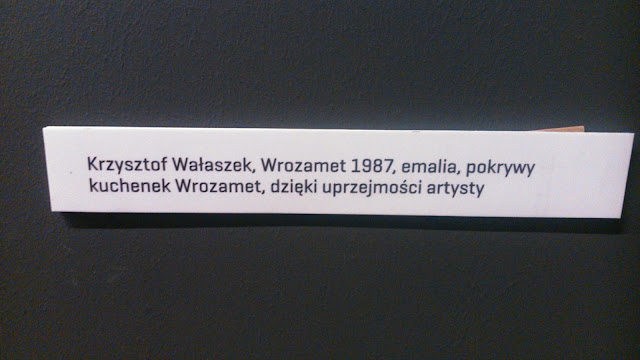 Krzysztof Wałaszek, Wrozamet 1987, emalia, pokrywy
kuchenek Wrozamet, dzięki uprzejmości artysty